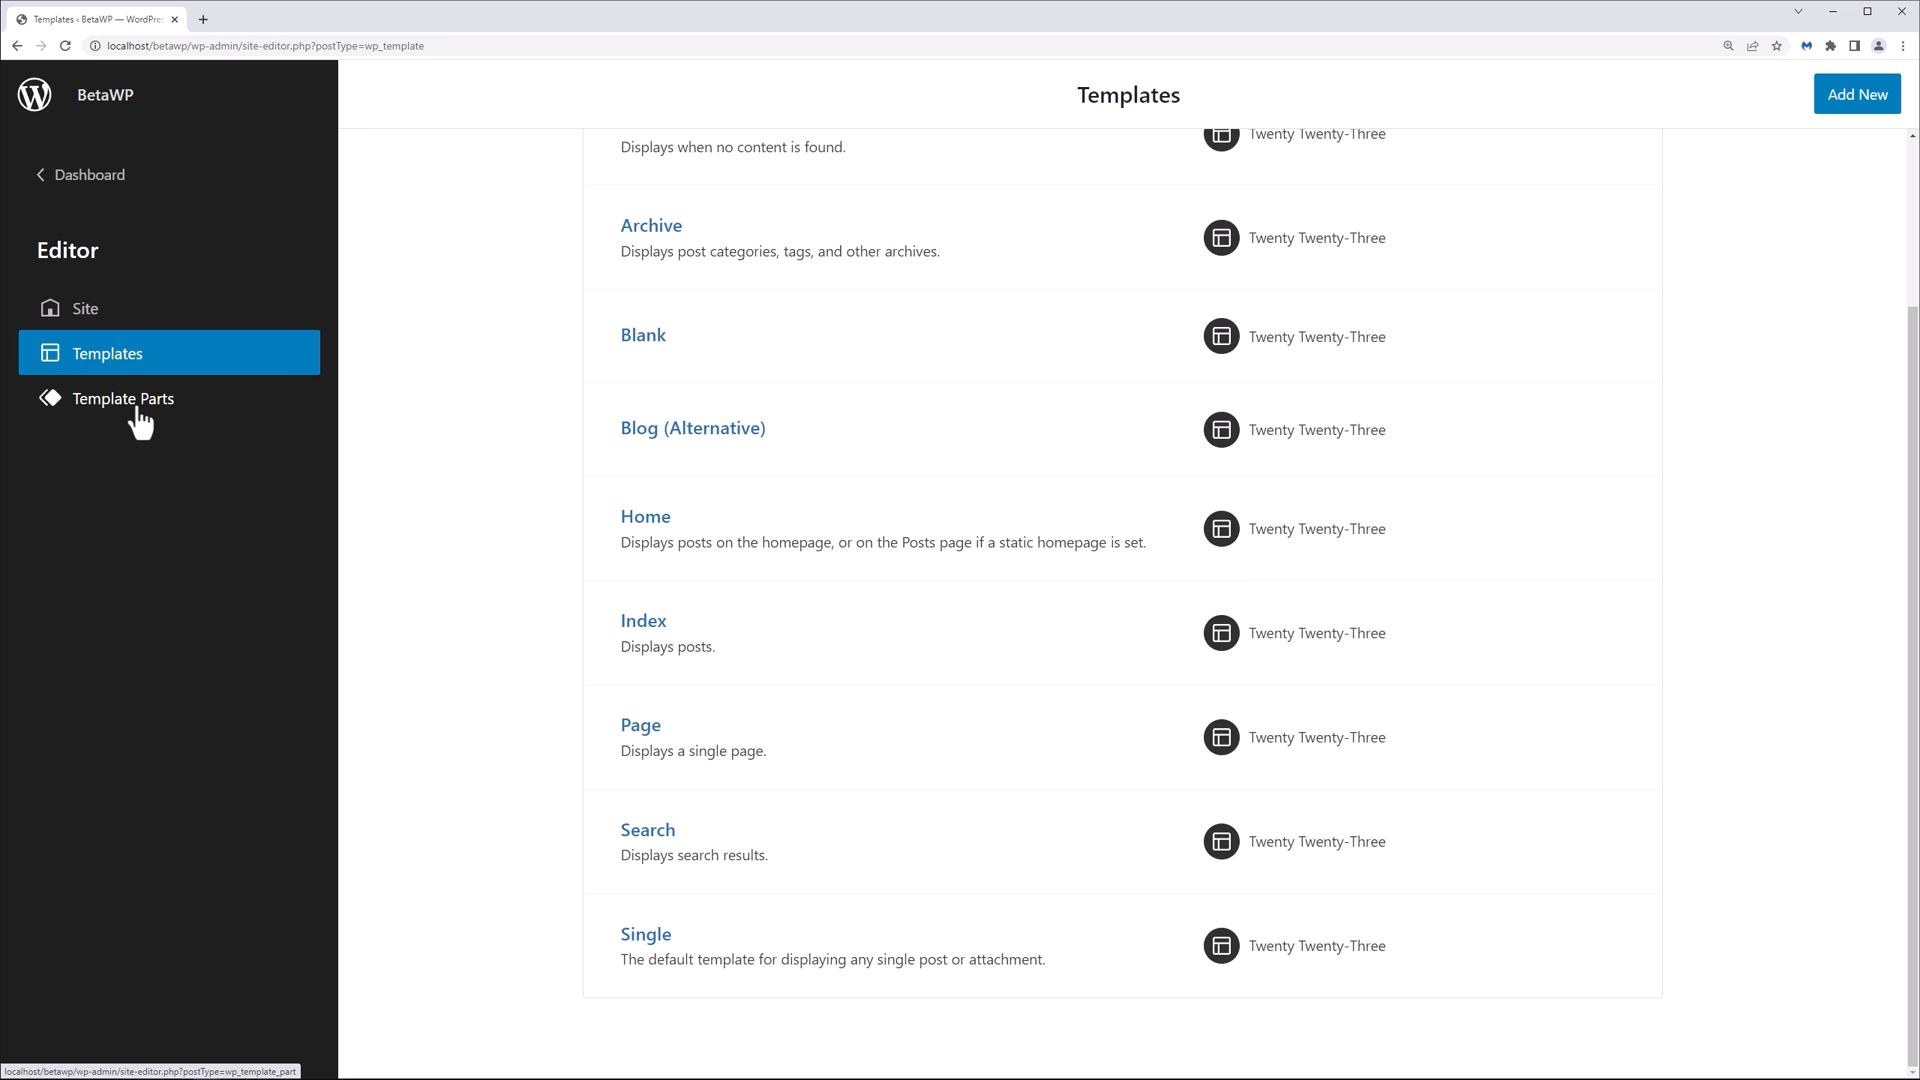 Templates ‹ BetaWP — WordPre
localhost/betawp/wp-admin/site-editor.php?postType=wp_template
BetaWP
Templates
Add New
Dashboard
Editor
Site
Templates
Template Parts
Twenty Twenty-Three
Displays when no content is found.
Archive
Displays post categories, tags, and other archives.
Twenty Twenty-Three
Blank
Twenty Twenty-Three
Blog (Alternative)
Twenty Twenty-Three
Home
Displays posts on the homepage, or on the Posts page if a static homepage is set.
Twenty Twenty-Three
Index
Displays posts.
Twenty Twenty-Three
Page
Displays a single page.
Twenty Twenty-Three
Search
Displays search results.
Twenty Twenty-Three
Single
The default template for displaying any single post or attachment.
Twenty Twenty-Three
localhost/betawp/wp-admin/site-editor.php?postType=wp_template_part